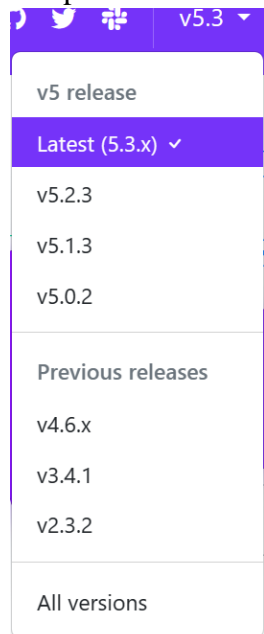 v5.3
v5 release
Latest (5.3.x)
v5.2.3
v5.1.3
v5.0.2
Previous releases
v4.6.x
v3.4.1
v2.3.2
All versions